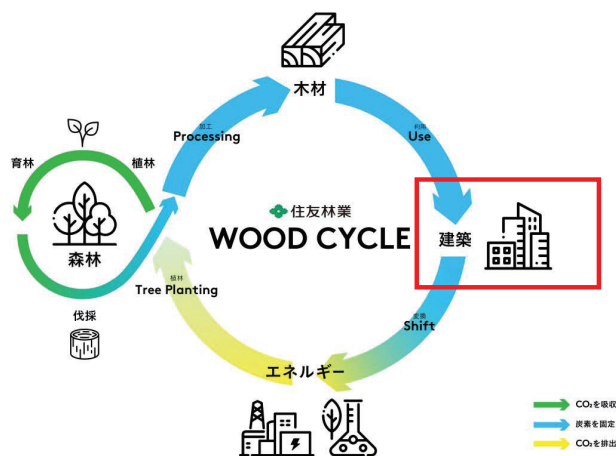 木材
加工
Processing
利用
Use
育林
植林
森林
伐採
住友林業
WOOD CYCLE
建築
植林
Tree Planting
変換
Shift
エネルギー
CO₂を吸収
炭素を固定
CO₂を排出